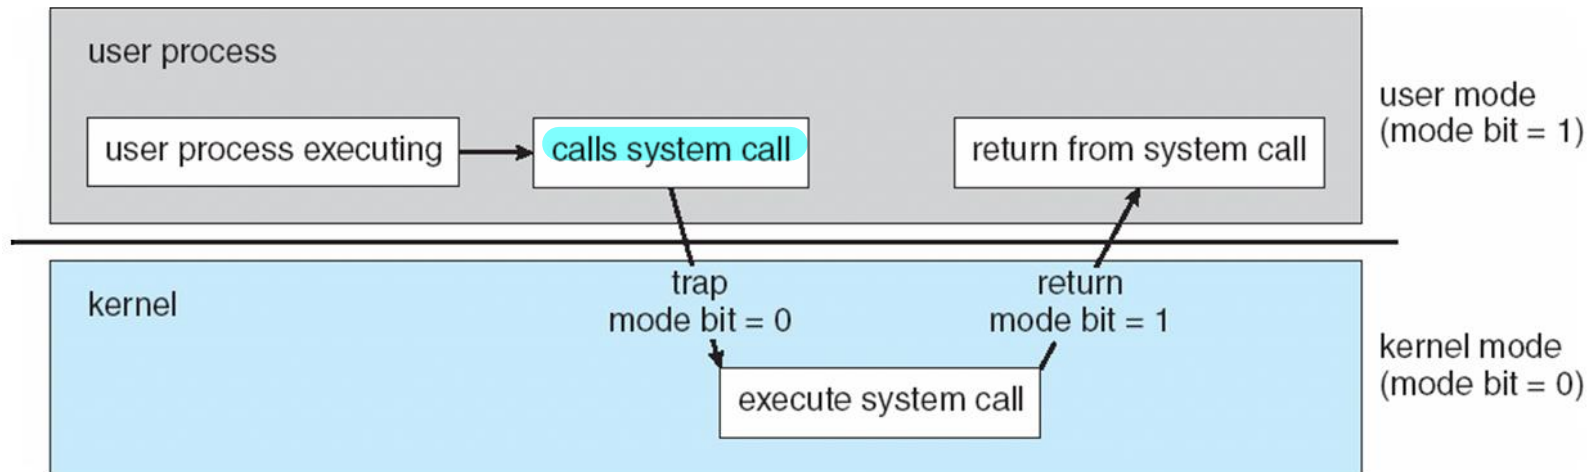 user process
user process executing
calls system call
return from system call
user mode
(mode bit = 1)
kernel
trap
mode bit = 0
return
mode bit = 1
execute system call
kernel mode
(mode bit = 0)